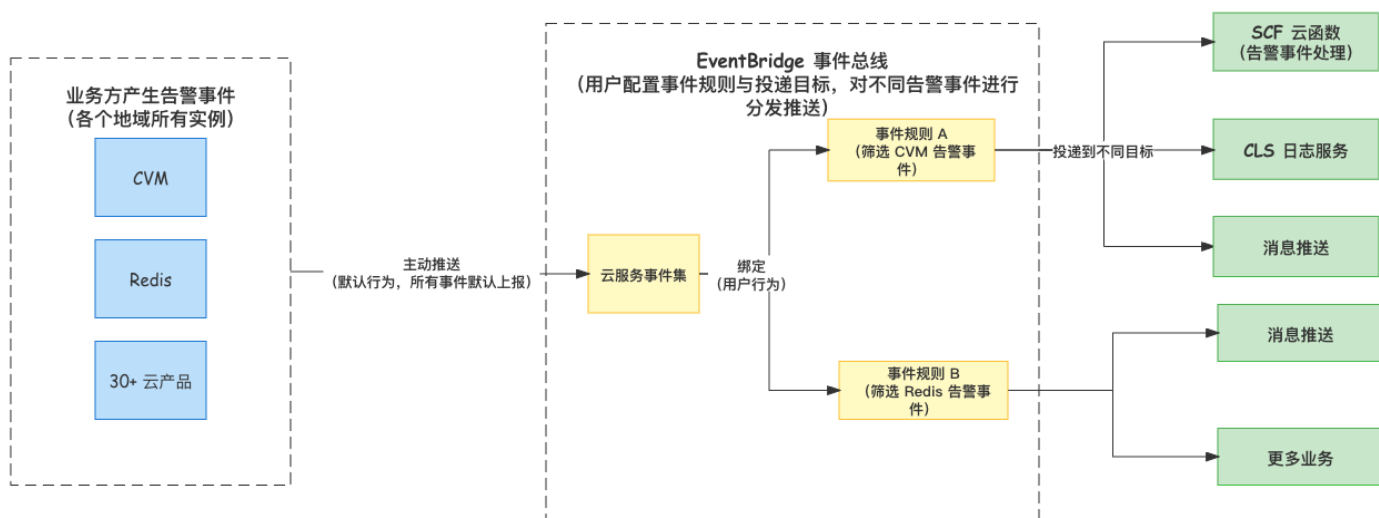 业务方产生告警事件
（各个地域所有实例）
CVM
Redis
30+ 云产品
主动推送
（默认行为，所有事件默认上报）
EventBridge 事件总线
（用户配置事件规则与投递目标，对不同告警事件进行
分发推送）
云服务事件集
绑定
（用户行为）
事件规则 A
（筛选 CVM 告警事
件）
事件规则 B
（筛选 Redis 告警事
件）
投递到不同目标
SCF 云函数
（告警事件处理）
CLS 日志服务
消息推送
消息推送
更多业务